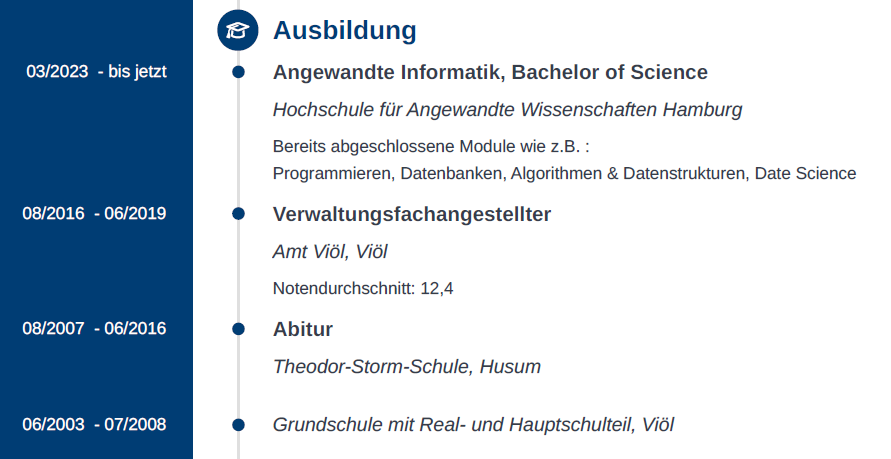 Ausbildung
03/2023 - bis jetzt
Angewandte Informatik, Bachelor of Science
Hochschule für Angewandte Wissenschaften Hamburg
Bereits abgeschlossene Module wie z.B. :
Programmieren, Datenbanken, Algorithmen & Datenstrukturen, Date Science
08/2016 - 06/2019
Verwaltungsfachangestellter
Amt Viöl, Viöl
Notendurchschnitt: 12,4
08/2007 - 06/2016
Abitur
Theodor-Storm-Schule, Husum
06/2003 - 07/2008
Grundschule mit Real- und Hauptschulteil, Viöl